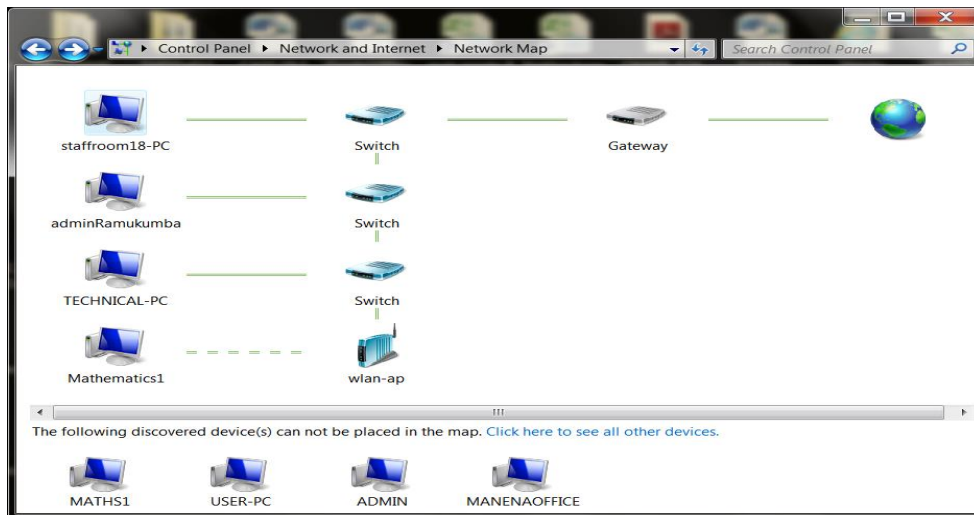 Control Panel Network and Internet Network Map Search Control Panel
staffroom18-PC Switch Gateway
adminRamukumba Switch
TECHNICAL-PC Switch
Mathematics1 wlan-ap
The following discovered device(s) can not be placed in the map. Click here to see all other devices.
MATHS1 USER-PC ADMIN MANENAOFFICE